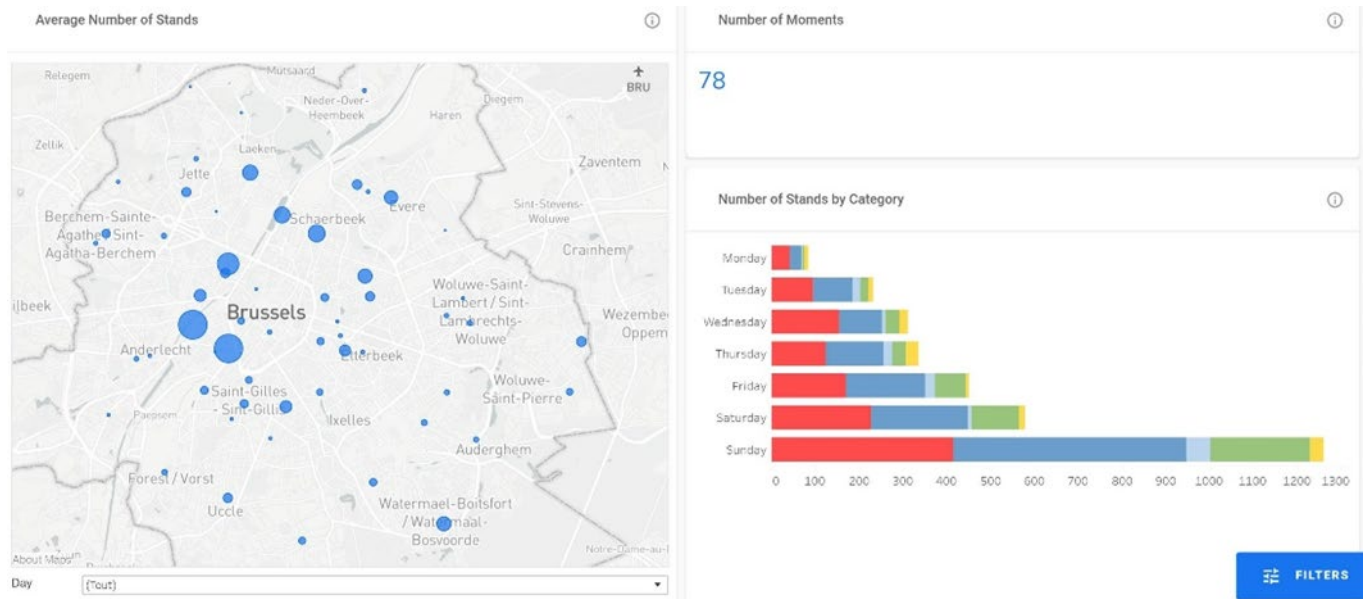 Average Number of Stands
Relegem
Mutsaard
BRU
Neder-Over-
Heembeek
Diegem
Haren
Zellik
Laeken
Zaventem
Jette
Evere
Sint-Stevens-
Woluwe
Schaerbeek
Berchem-Sainte-
Agathe / Sint-
Agatha-Berchem
Crainhem
Woluwe-Saint-
Lambert / Sint-
Lambrechts-
Woluwe
Brussels
Wezembe
Oppem
Anderlecht
Etterbeek
Woluwe-
Saint-Pierre
Saint-Gilles
- Sint-Gillis
Ixelles
Auderghem
Forest / Vorst
Uccle
Watermael-Boitsfort
/ Watermaal-
Bosvoorde
Notre-Dame-au-
About Maps
Day
(Tout)
Number of Moments
78
Number of Stands by Category
Monday
Tuesday
Wednesday
Thursday
Friday
Saturday
Sunday
0 100 200 300 400 500 600 700 800 900 1000 1100 1200 1300
FILTERS